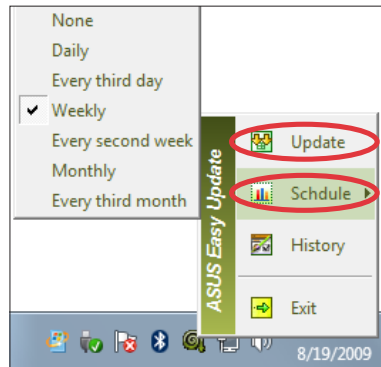 None
Daily
Every third day
Weekly
Every second week
Monthly
Every third month
ASUS Easy Update
Update
Schdule
History
Exit
8/19/2009